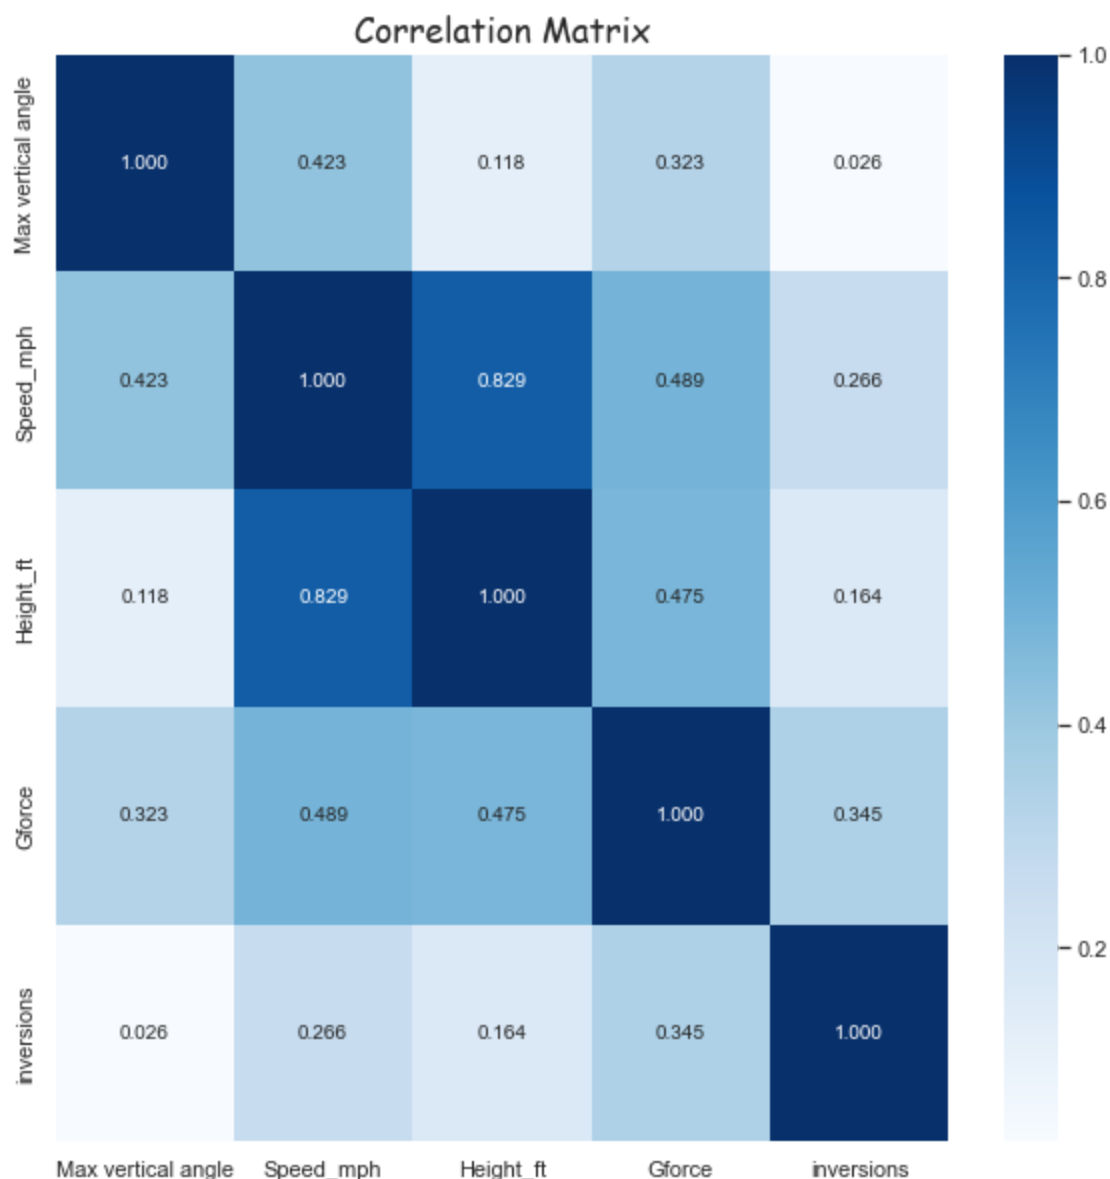 Correlation Matrix
Max vertical angle 1.000 0.423 0.118 0.323 0.026
Speed_mph 0.423 1.000 0.829 0.489 0.266
Height_ft 0.118 0.829 1.000 0.475 0.164
Gforce 0.323 0.489 0.475 1.000 0.345
inversions 0.026 0.266 0.164 0.345 1.000
Max vertical angle Speed_mph Height_ft Gforce inversions
1.0
0.8
0.6
0.4
0.2